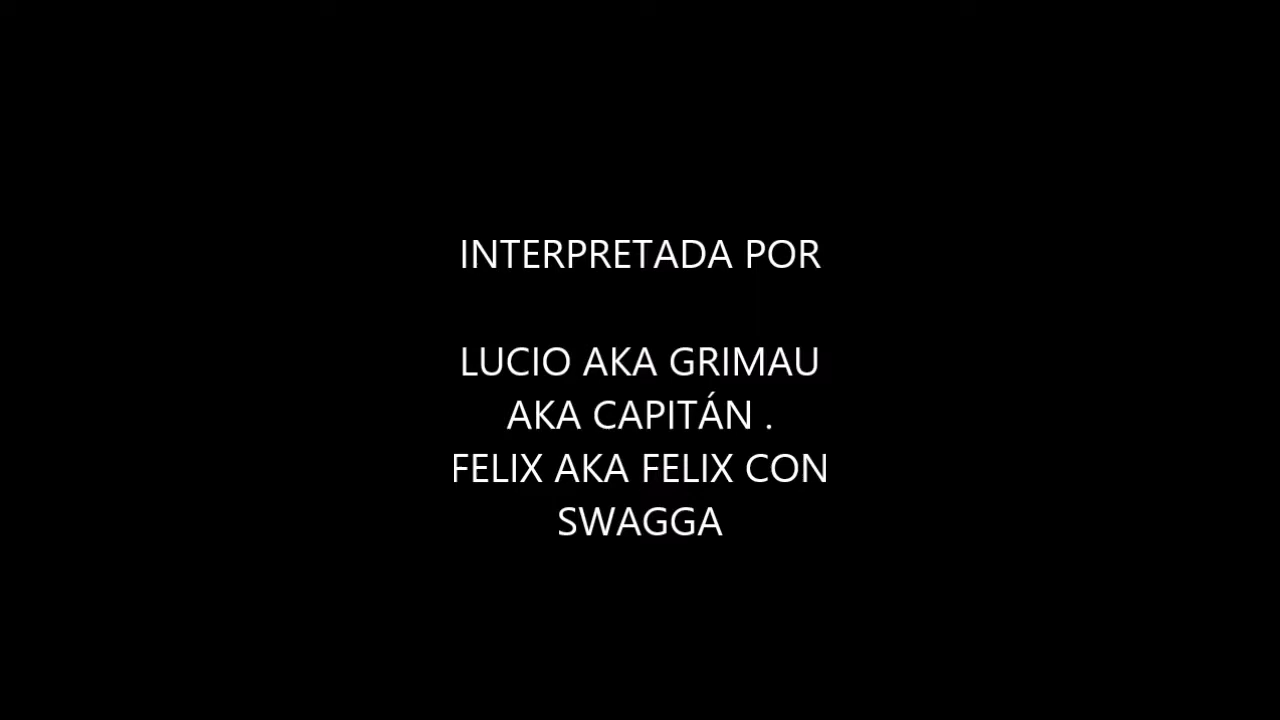 INTERPRETADA POR
LUCIO AKA GRIMAU
AKA CAPITÁN .
FELIX AKA FELIX CON
SWAGGA